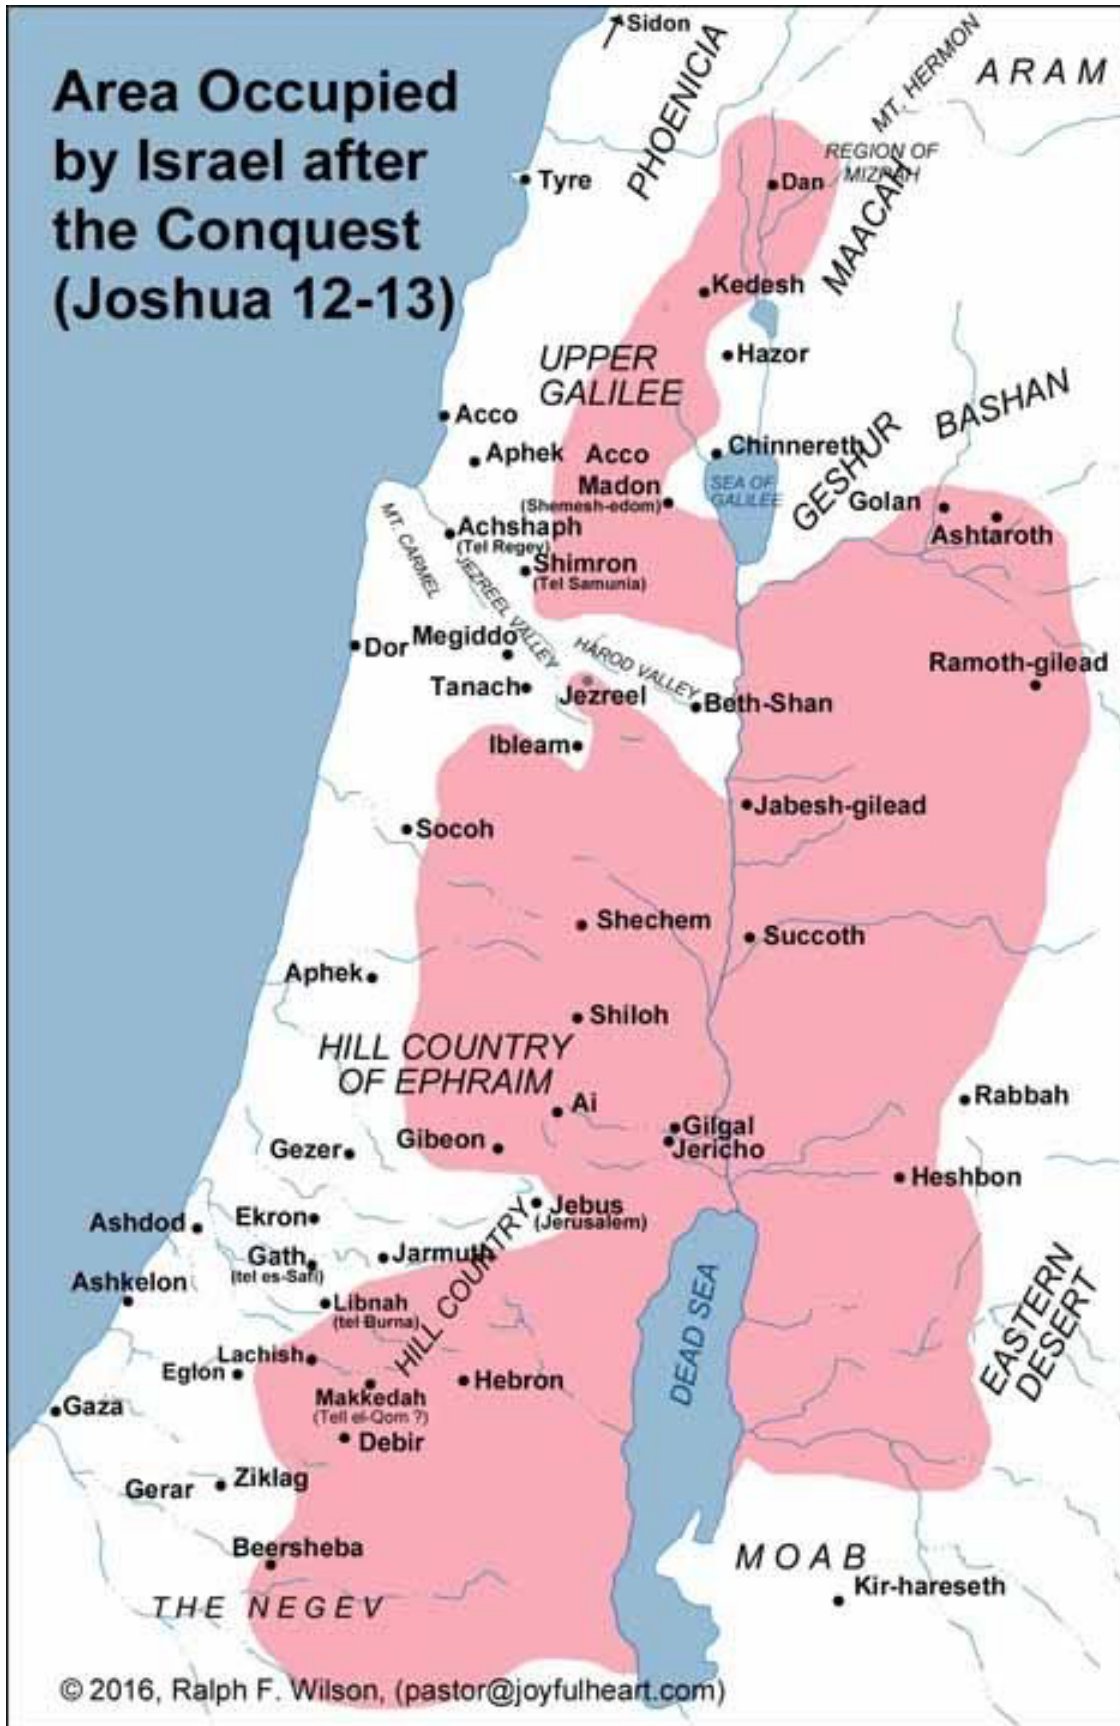 Sidon
Area Occupied
by Israel after
the Conquest
(Joshua 12-13)
PHOENICIA
MT. HERMON
ARAM
REGION OF
MIZPAH
Tyre
Dan
MAACAH
Kedesh
Hazor
UPPER
GALILEE
BASHAN
Acco
Chinnereth
GESHUR
Aphek
Acco
Madon
(Shemesh-edom)
SEA OF
GALILEE
Golan
Ashtaroth
MT. CARMEL
Achshaph
(Tel Regev)
JEZREEL VALLEY
Shimron
(Tel Samunia)
Dor
Megiddo
HAROD VALLEY
Ramoth-gilead
Tanach
Jezreel
Beth-Shan
Ibleam
Jabesh-gilead
Socoh
Shechem
Succoth
Aphek
Shiloh
HILL COUNTRY
OF EPHRAIM
Rabbah
Ai
Gilgal
Jericho
Gezer
Gibeon
Heshbon
Jebus
(Jerusalem)
Ashdod
Ekron
Gath
(tel es-Safi)
Jarmuth
HILL COUNTRY
Ashkelon
Libnah
(tel Burna)
DEAD SEA
EASTERN
DESERT
Lachish
Eglon
Makkedah
(Tell el-Qom ?)
Hebron
Gaza
Debir
Gerar
Ziklag
Beersheba
MOAB
Kir-hareseth
THE NEGEV
© 2016, Ralph F. Wilson, (pastor@joyfulheart.com)